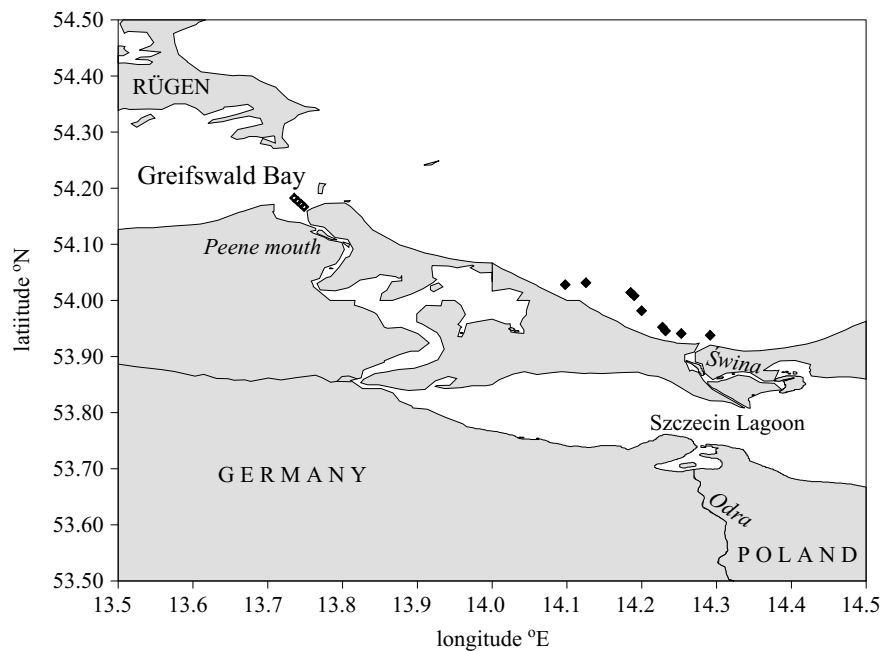 54.50
54.40
RÜGEN
54.30
Greifswald Bay
54.20
54.10
Peene mouth
latiitude °N
54.00
53.90
Świna
53.80
Szczecin Lagoon
53.70
GERMANY
Odra
53.60
POLAND
53.50
13.5 13.6 13.7 13.8 13.9 14.0 14.1 14.2 14.3 14.4 14.5
longitude °E